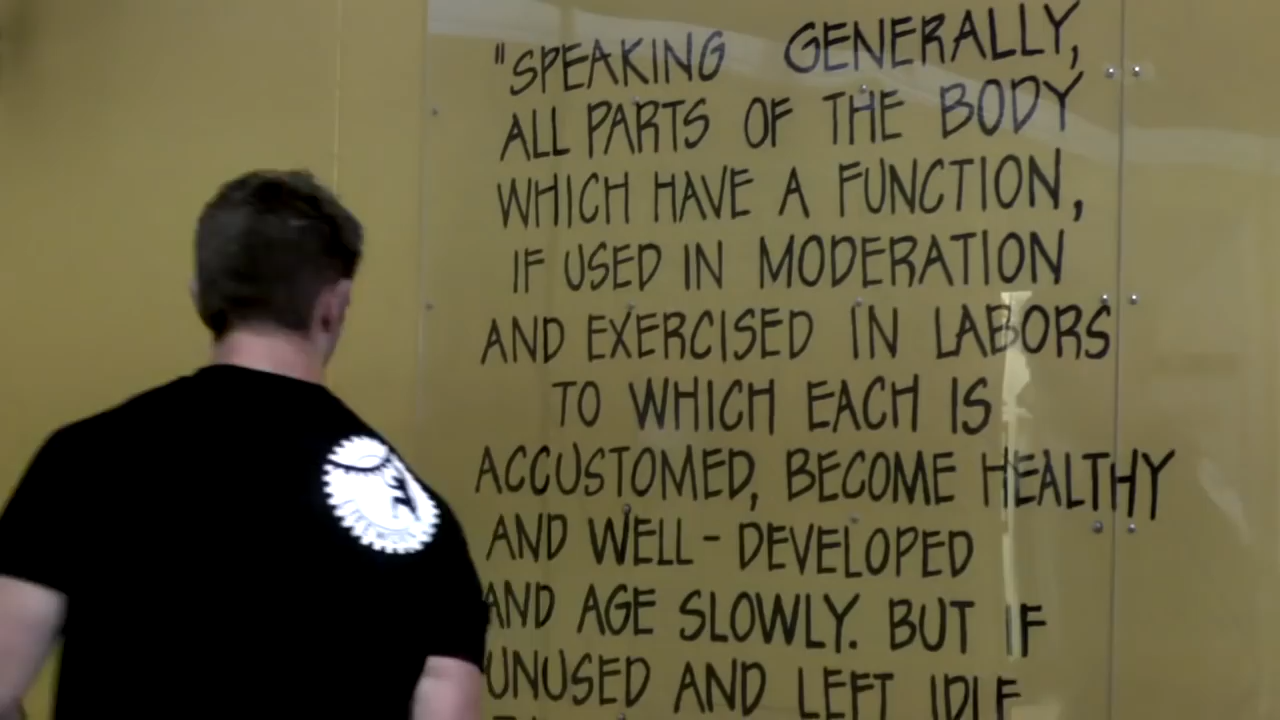 "SPEAKING GENERALLY,
ALL PARTS OF THE BODY
WHICH HAVE A FUNCTION,
IF USED IN MODERATION
AND EXERCISED IN LABORS
TO WHICH EACH IS
ACCUSTOMED, BECOME HEALTHY
AND WELL-DEVELOPED
AND AGE SLOWLY. BUT IF
UNUSED AND LEFT IDLE